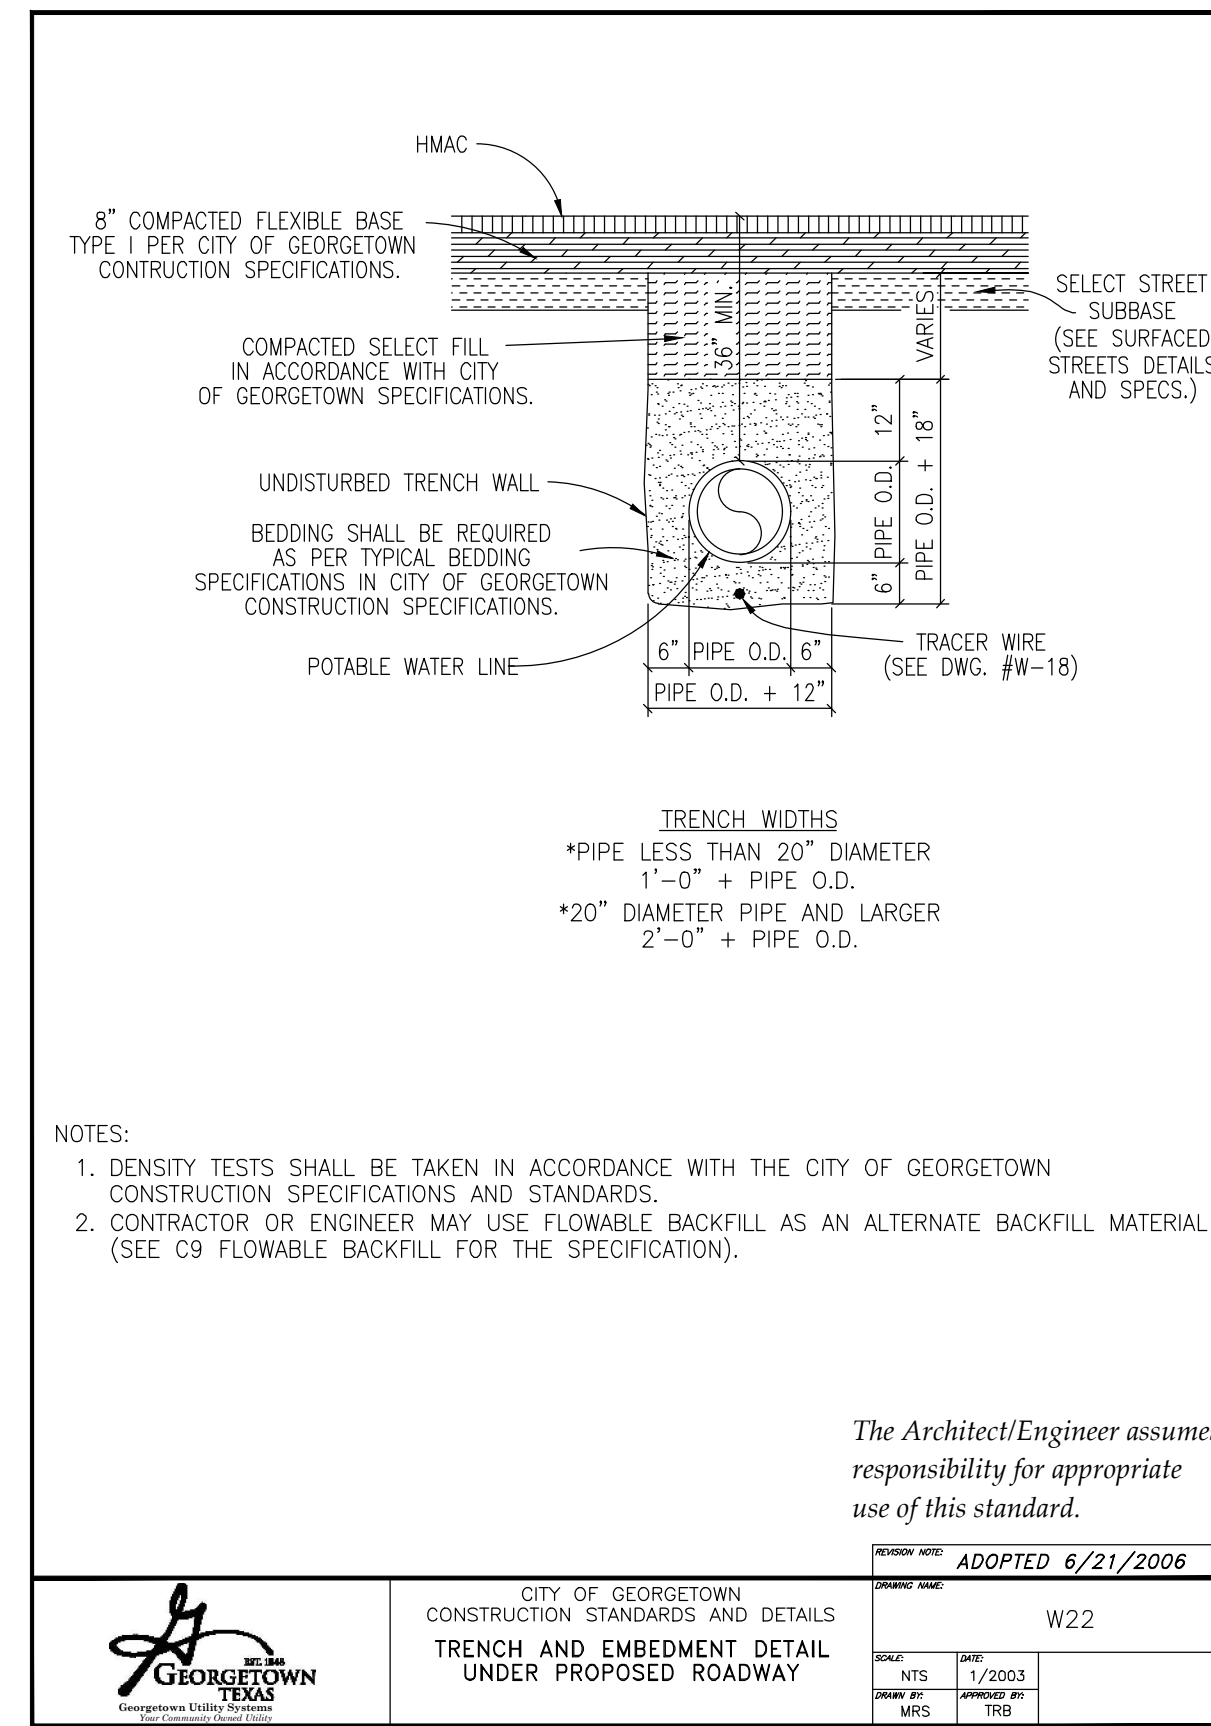 HMAC
8" COMPACTED FLEXIBLE BASE
TYPE I PER CITY OF GEORGETOWN
CONTRUCTION SPECIFICATIONS.
SELECT STREET
SUBBASE
(SEE SURFACED
STREETS DETAILS
AND SPECS.)
36" MIN.
VARIES
COMPACTED SELECT FILL
IN ACCORDANCE WITH CITY
OF GEORGETOWN SPECIFICATIONS.
12"
PIPE O.D.
6"
PIPE O.D. + 18"
UNDISTURBED TRENCH WALL
BEDDING SHALL BE REQUIRED
AS PER TYPICAL BEDDING
SPECIFICATIONS IN CITY OF GEORGETOWN
CONSTRUCTION SPECIFICATIONS.
POTABLE WATER LINE
TRACER WIRE
(SEE DWG. #W-18)
6" PIPE O.D. 6"
PIPE O.D. + 12"
TRENCH WIDTHS
*PIPE LESS THAN 20" DIAMETER
1'-0" + PIPE O.D.
*20" DIAMETER PIPE AND LARGER
2'-0" + PIPE O.D.
NOTES:
1. DENSITY TESTS SHALL BE TAKEN IN ACCORDANCE WITH THE CITY OF GEORGETOWN
CONSTRUCTION SPECIFICATIONS AND STANDARDS.
2. CONTRACTOR OR ENGINEER MAY USE FLOWABLE BACKFILL AS AN ALTERNATE BACKFILL MATERIAL
(SEE C9 FLOWABLE BACKFILL FOR THE SPECIFICATION).
The Architect/Engineer assumes
responsibility for appropriate
use of this standard.
REVISION NOTE: ADOPTED 6/21/2006
EST. 1848
GEORGETOWN
TEXAS
Georgetown Utility Systems
Your Community Owned Utility
CITY OF GEORGETOWN
CONSTRUCTION STANDARDS AND DETAILS
TRENCH AND EMBEDMENT DETAIL
UNDER PROPOSED ROADWAY
DRAWING NAME:
W22
SCALE:
NTS
DATE:
1/2003
DRAWN BY:
MRS
APPROVED BY:
TRB